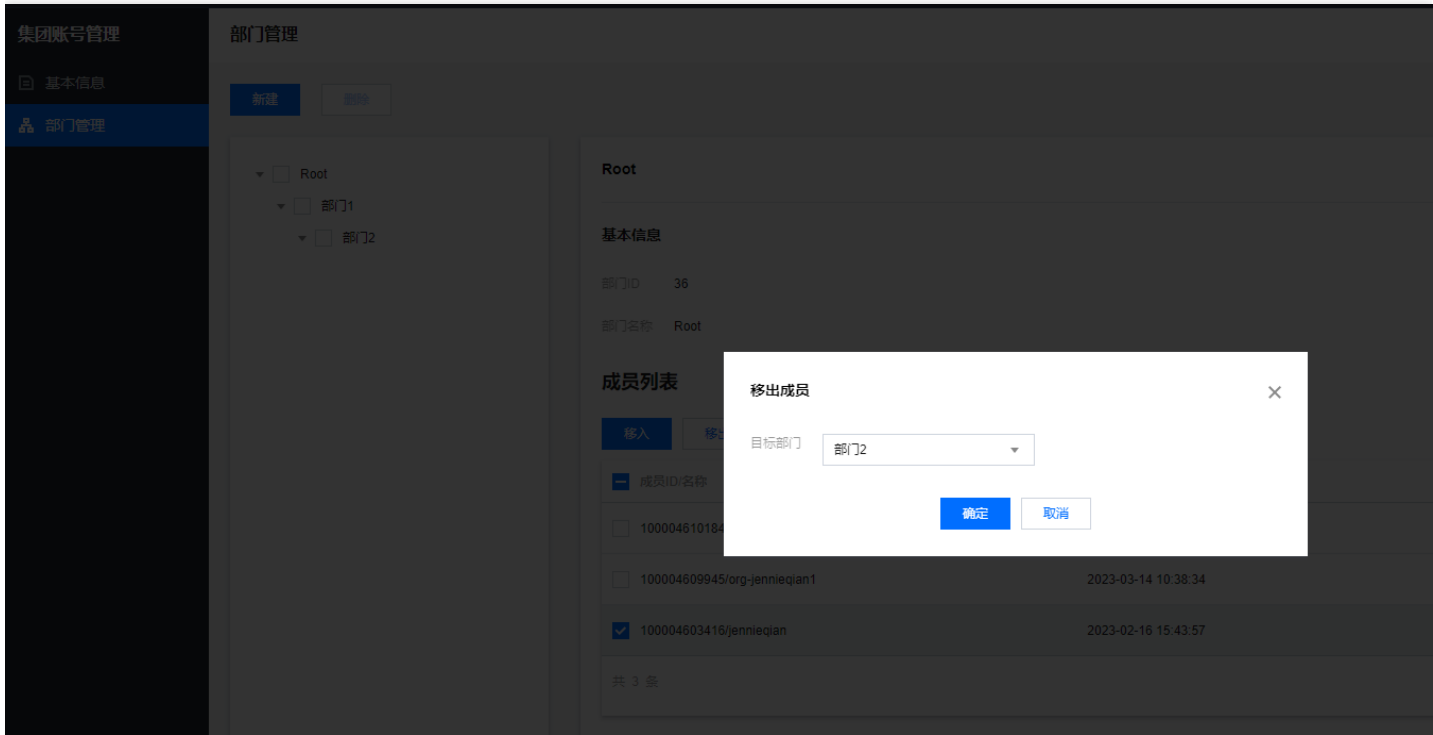 集团账号管理
部门管理
基本信息
部门管理
新建
删除
Root
部门1
部门2
Root
基本信息
部门ID 36
部门名称 Root
成员列表
移入
移出成员
目标部门 部门2
确定 取消
成员ID/名称
100004610184
100004609945/org-jennieqian1 2023-03-14 10:38:34
100004603416/jennieqian 2023-02-16 15:43:57
共 3 条